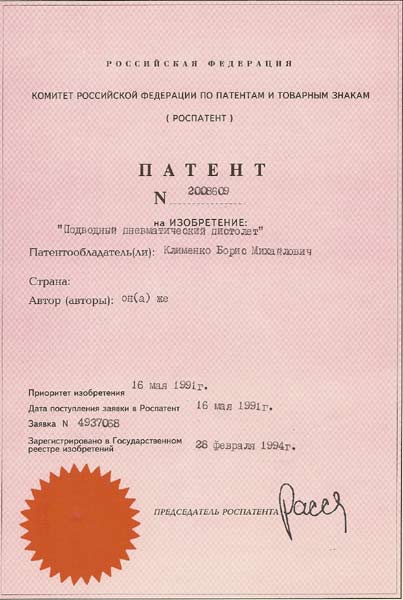 РОССИЙСКАЯ ФЕДЕРАЦИЯ
КОМИТЕТ РОССИЙСКОЙ ФЕДЕРАЦИИ ПО ПАТЕНТАМ И ТОВАРНЫМ ЗНАКАМ
( РОСПАТЕНТ )
ПАТЕНТ
N 2008609
на ИЗОБРЕТЕНИЕ:
"Подводный пневматический пистолет"
Патентообладатель(ли): Клименко Борис Михайлович
Страна:
Автор (авторы): он(а) же
Приоритет изобретения 16 мая 1991г.
Дата поступления заявки в Роспатент 16 мая 1991г.
Заявка N 4937068
Зарегистрировано в Государственном
реестре изобретений 28 февраля 1994г.
ПРЕДСЕДАТЕЛЬ РОСПАТЕНТА